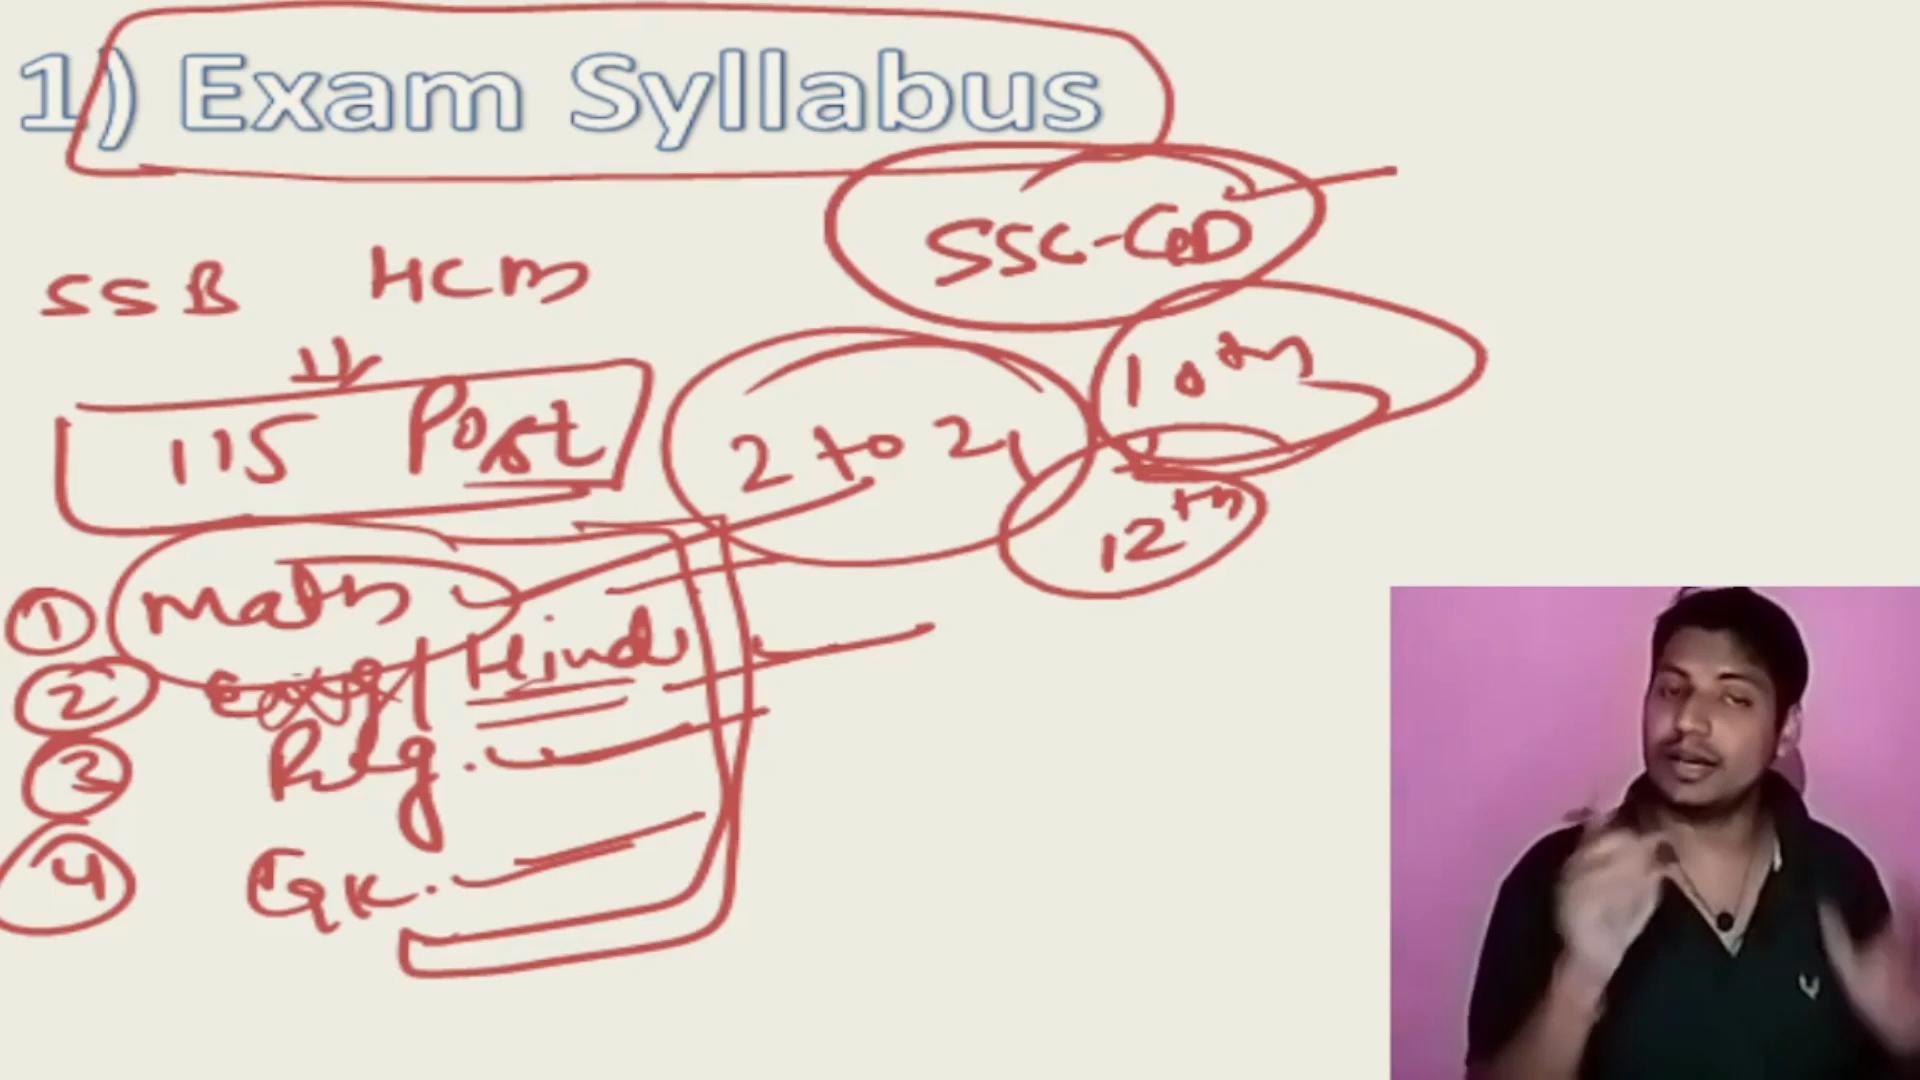 1) Exam Syllabus
SSC-GD
SSB HCM
10th
115 Post
2 to 2
12th
1 math
2 Hindi
3 Reg.
4 GK.